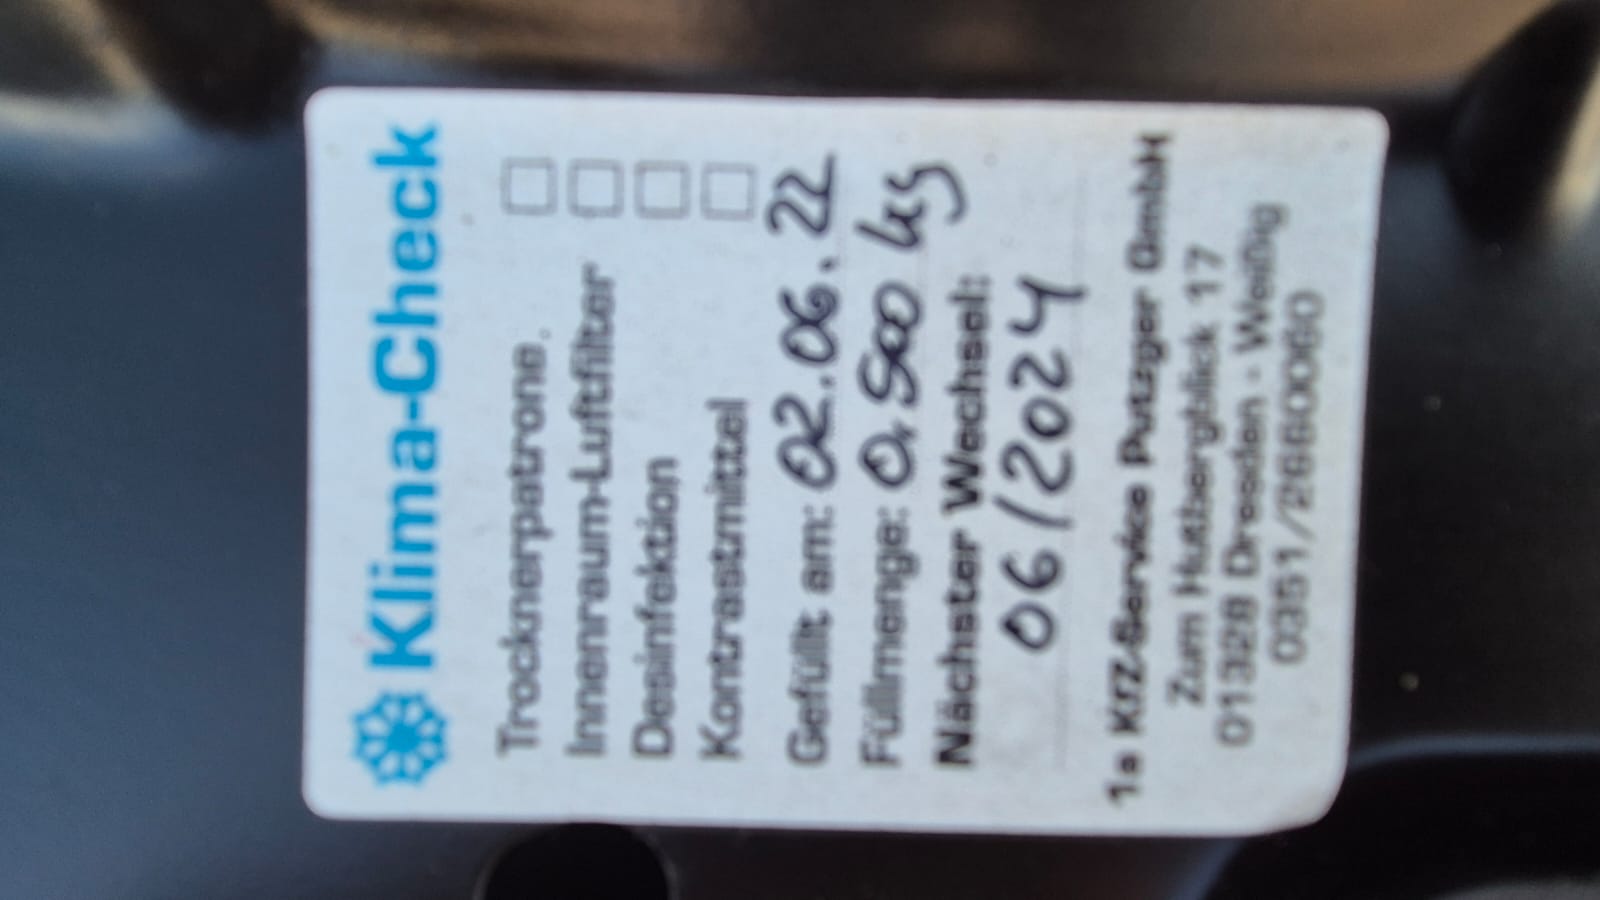 Klima-Check
Trocknerpatrone.
Innenraum-Luftfilter
Desinfektion
Kontrastmittel
Gefüllt am: 02.06.22
Füllmenge: 0,500 kg
Nächster Wechsel:
06/2024
1a KfZ-Service Putzger GmbH
Zum Hutbergblick 17
01328 Dresden - Weißig
0351/2660060